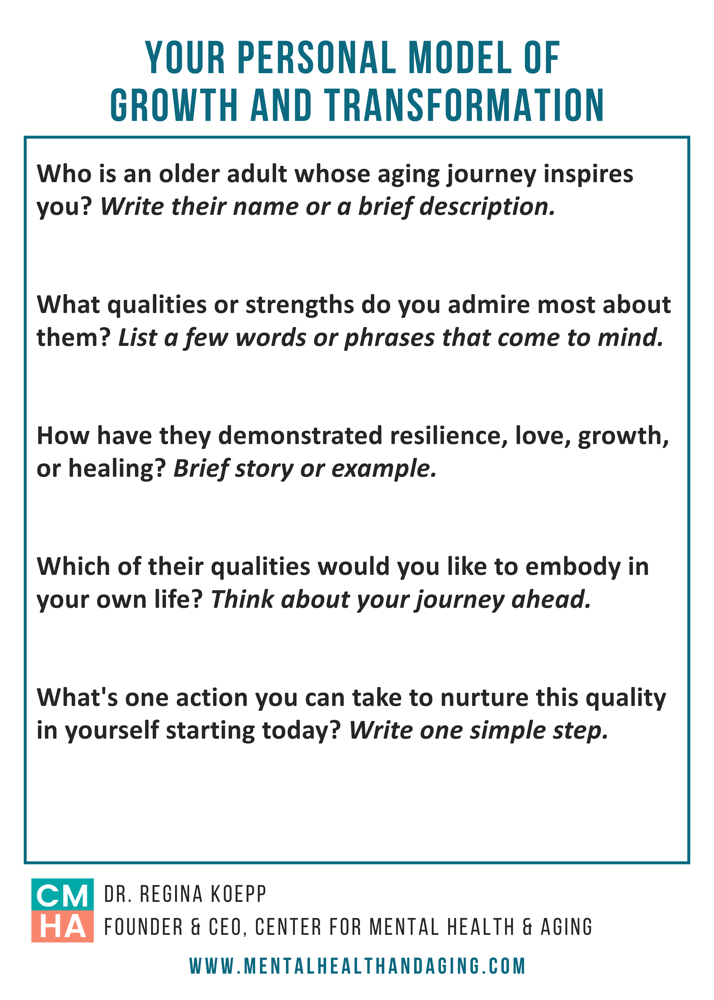 YOUR PERSONAL MODEL OF
GROWTH AND TRANSFORMATION
Who is an older adult whose aging journey inspires
you? Write their name or a brief description.
What qualities or strengths do you admire most about
them? List a few words or phrases that come to mind.
How have they demonstrated resilience, love, growth,
or healing? Brief story or example.
Which of their qualities would you like to embody in
your own life? Think about your journey ahead.
What's one action you can take to nurture this quality
in yourself starting today? Write one simple step.
CM
HA
DR. REGINA KOEPP
FOUNDER & CEO, CENTER FOR MENTAL HEALTH & AGING
WWW.MENTALHEALTHANDAGING.COM